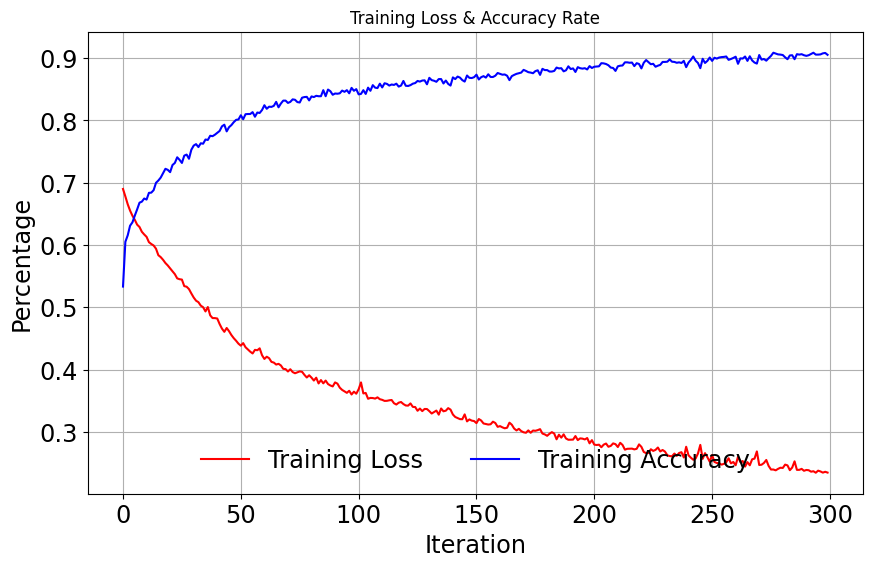 Training Loss & Accuracy Rate
0.9
0.8
0.7
0.6
0.5
0.4
0.3
Percentage
Training Loss Training Accuracy
0 50 100 150 200 250 300
Iteration